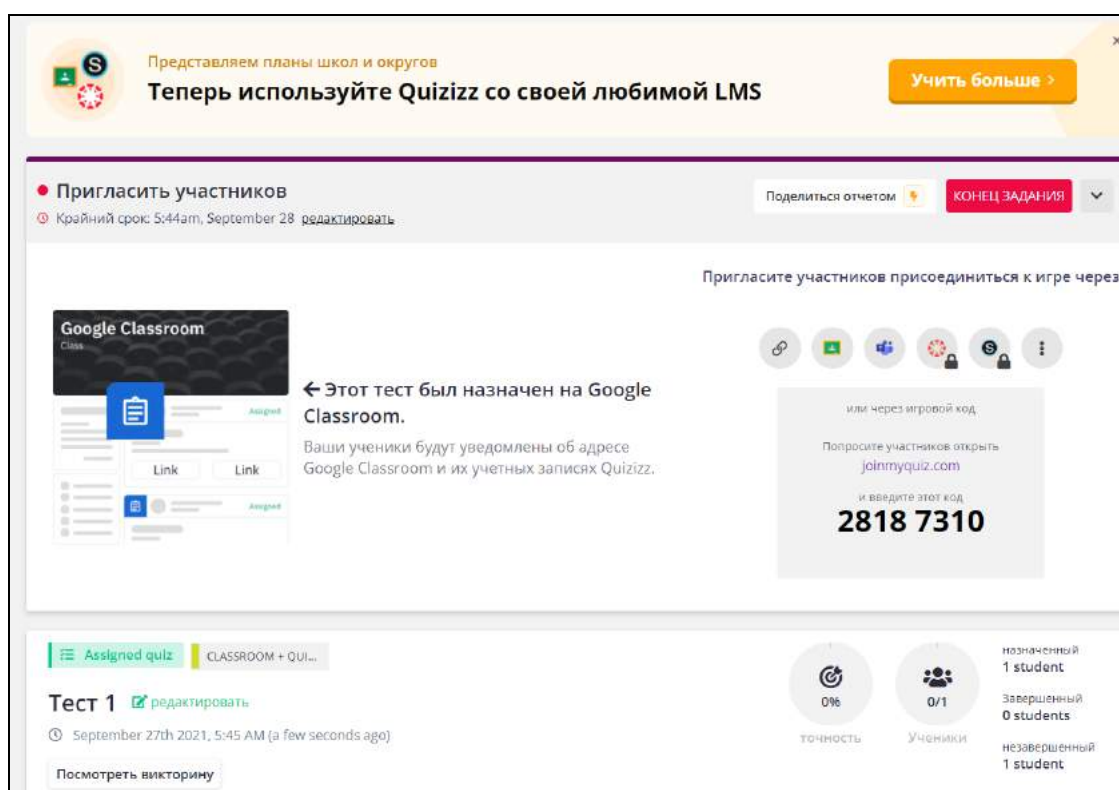 Представляем планы школ и округов
Теперь используйте Quizizz со своей любимой LMS
Учить больше >
Пригласить участников
Крайний срок: 5:44am, September 28 редактировать
Поделиться отчетом
КОНЕЦ ЗАДАНИЯ
Пригласите участников присоединиться к игре через
Google Classroom
Class
Assigned
Link Link
Assigned
← Этот тест был назначен на Google
Classroom.
Ваши ученики будут уведомлены об адресе
Google Classroom и их учетных записях Quizizz.
или через игровой код
Попросите участников открыть
joinmyquiz.com
и введите этот код
2818 7310
Assigned quiz
CLASSROOM + QUI...
Тест 1 редактировать
September 27th 2021, 5:45 AM (a few seconds ago)
Посмотреть викторину
0%
точность
0/1
Ученики
назначенный
1 student
Завершенный
0 students
незавершенный
1 student